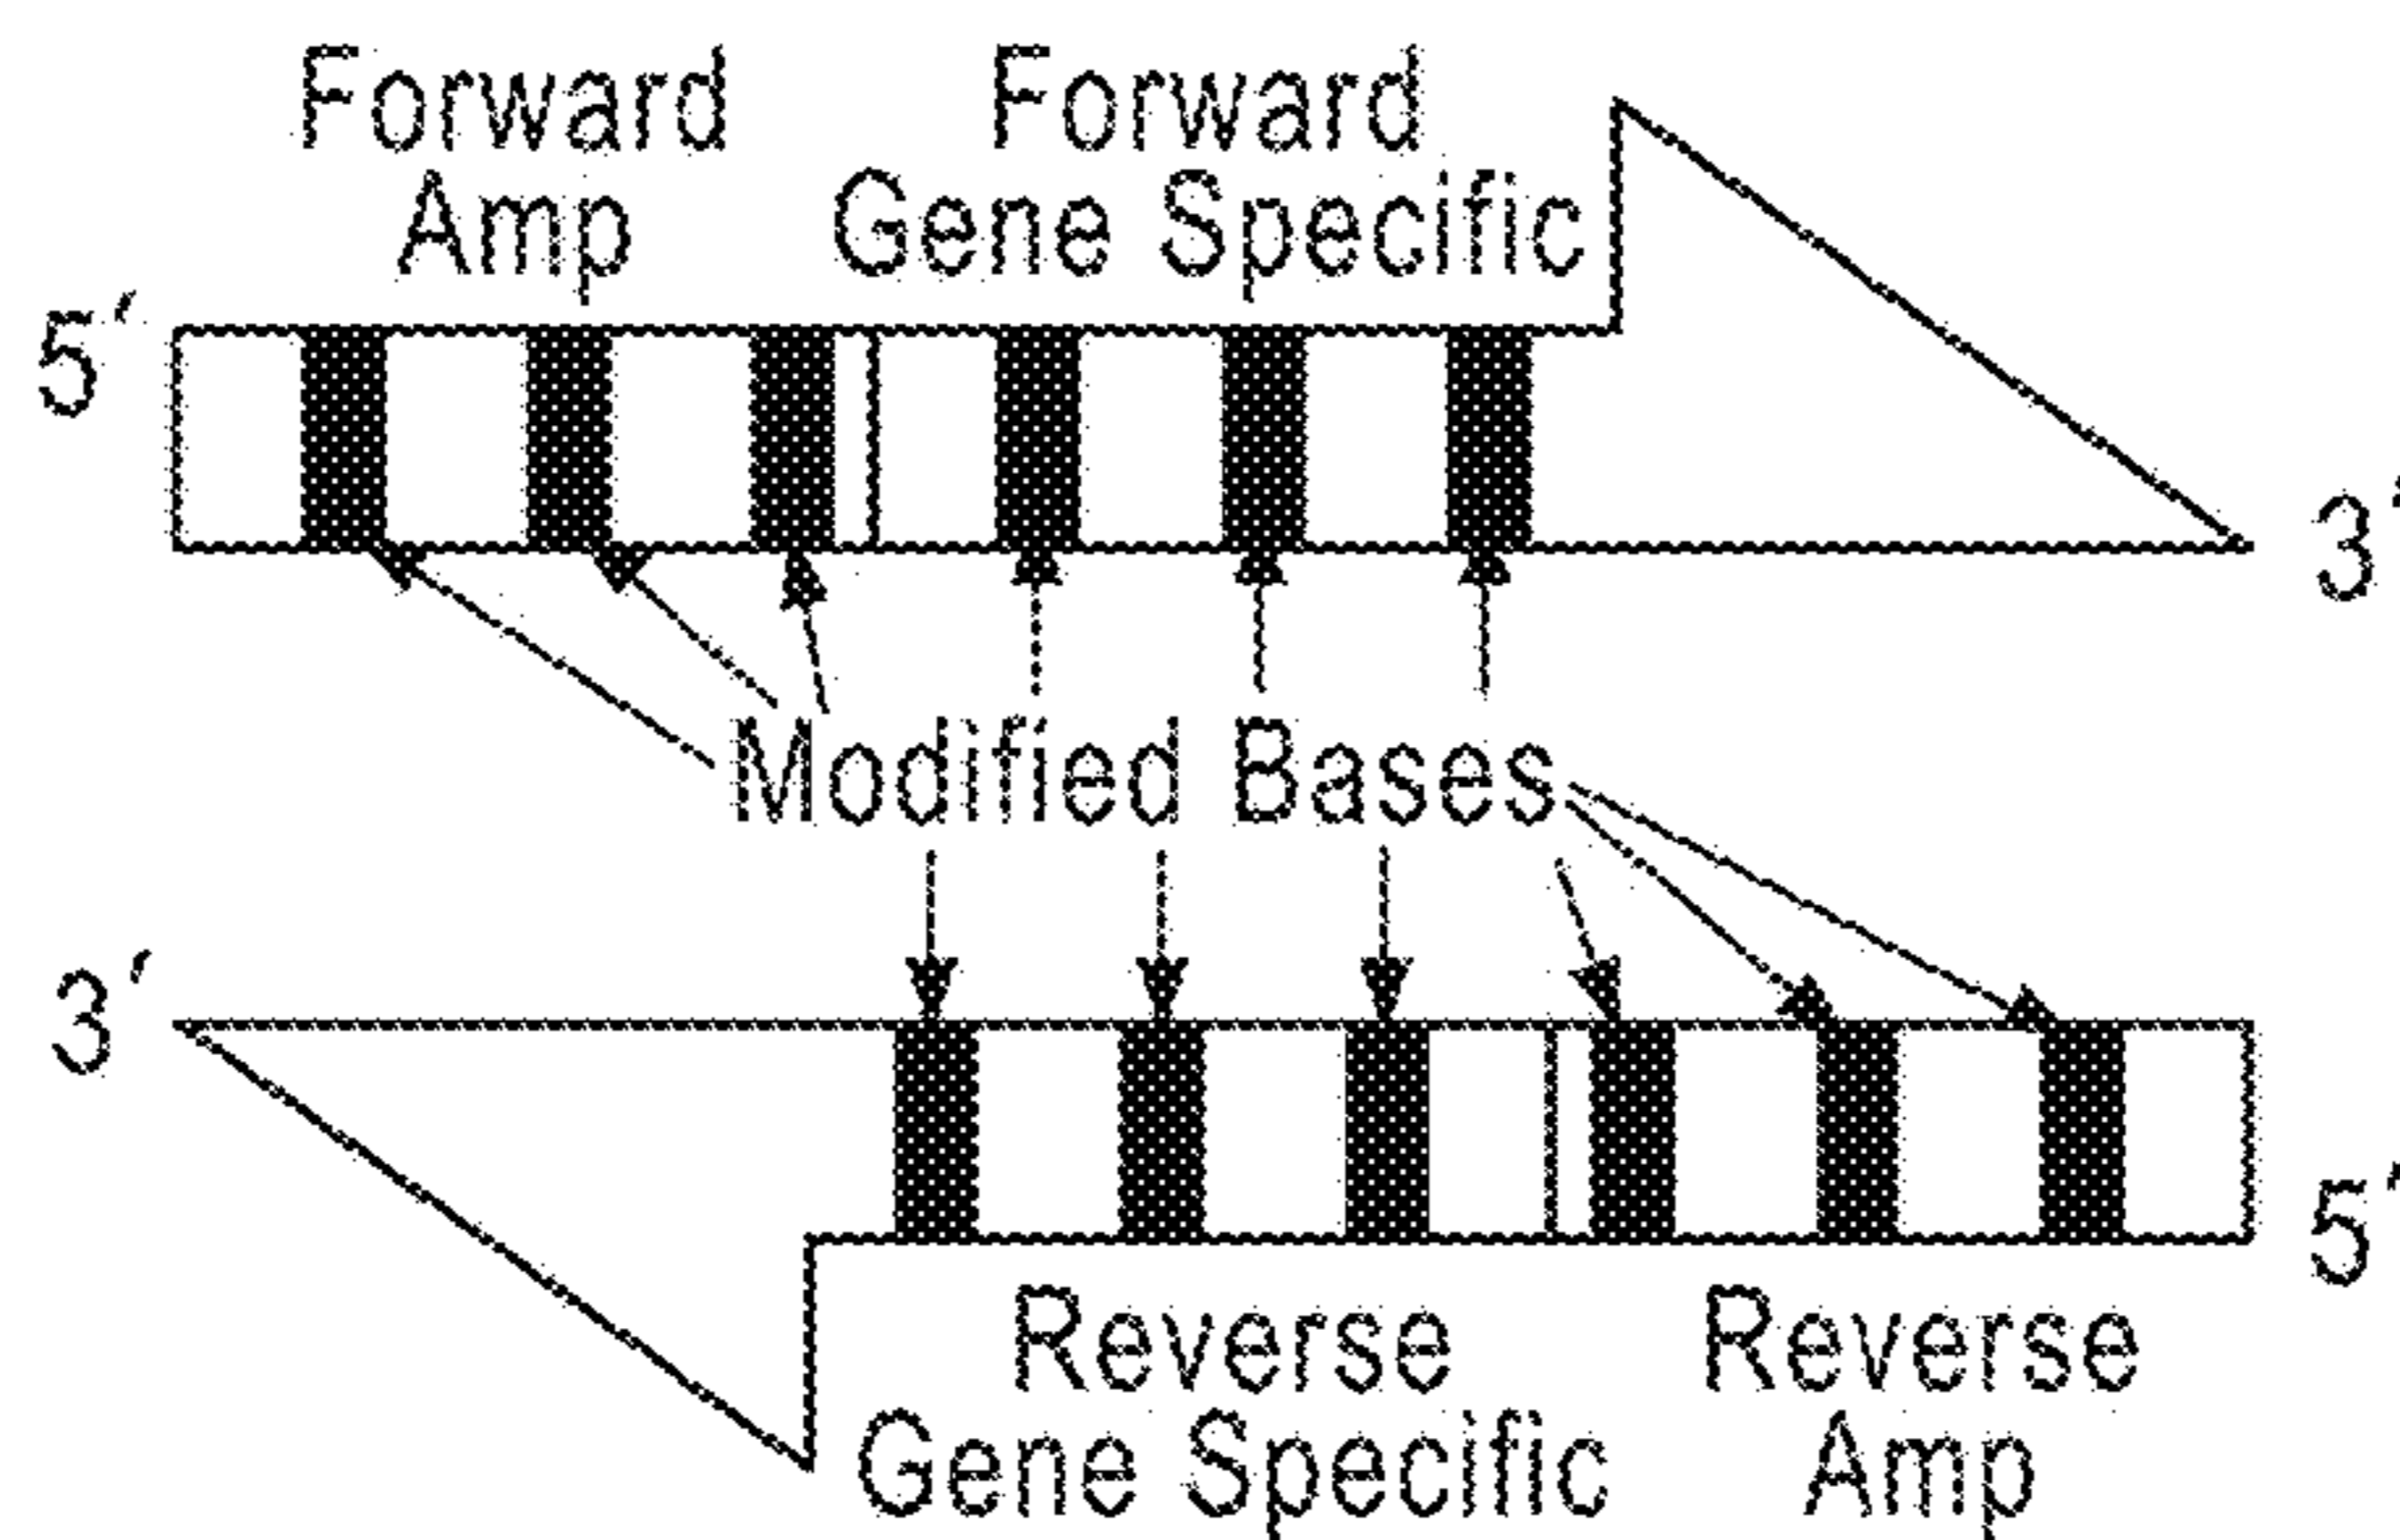 Forward Forward
Amp Gene Specific
5′
3′
Modified Bases
3′
5′
Reverse Reverse
Gene Specific Amp